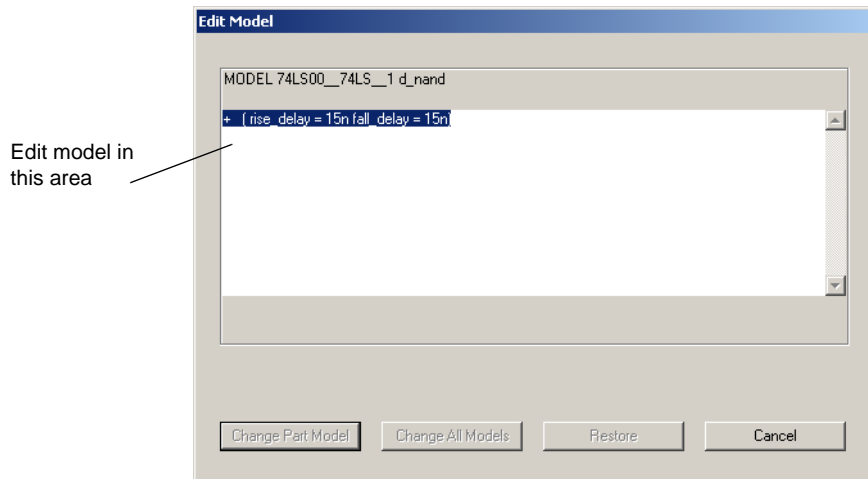 Edit Model
MODEL 74LS00__74LS__1 d_nand
+ ( rise_delay = 15n fall_delay = 15n)
Edit model in
this area
Change Part Model
Change All Models
Restore
Cancel